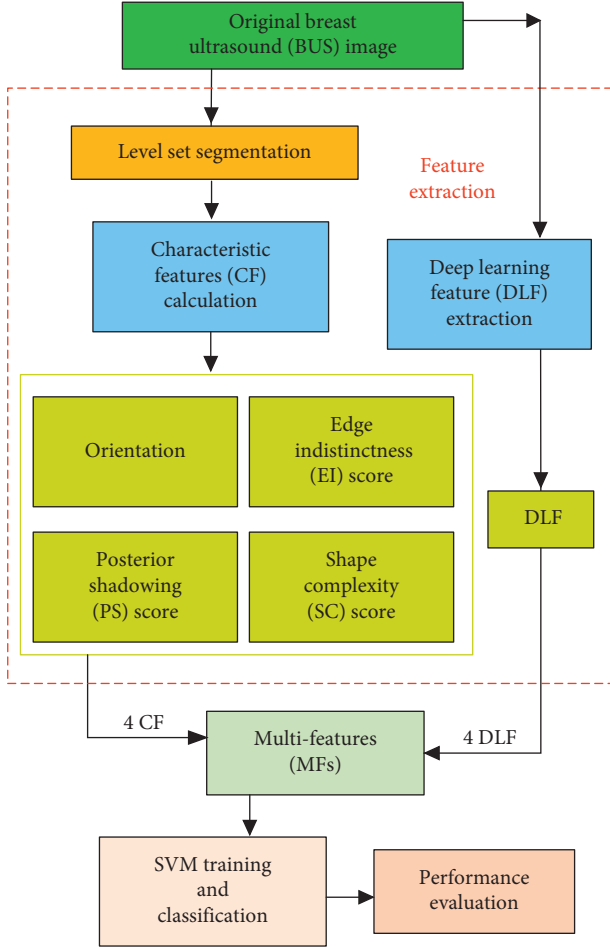 Original breast
ultrasound (BUS) image
Level set segmentation
Feature
extraction
Characteristic
features (CF)
calculation
Deep learning
feature (DLF)
extraction
Orientation
Edge
indistinctness
(EI) score
DLF
Posterior
shadowing
(PS) score
Shape
complexity
(SC) score
4 CF
Multi-features
(MFs)
4 DLF
SVM training
and
classification
Performance
evaluation